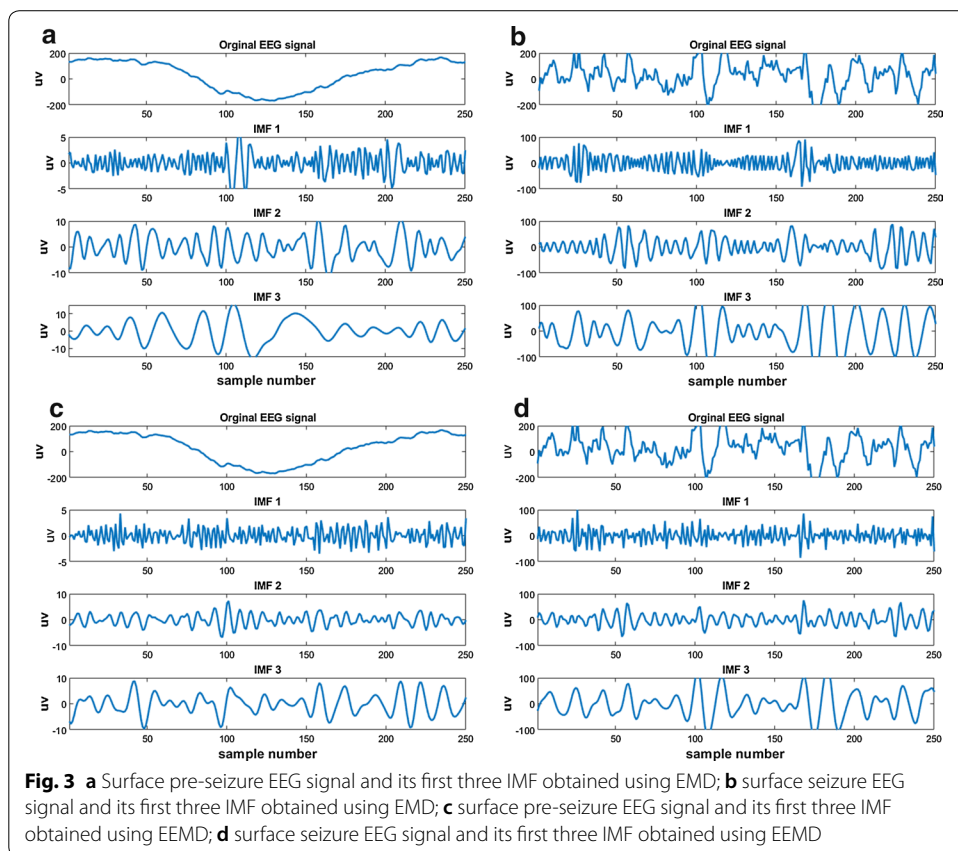 a
Orginal EEG signal
200
0
-200
uv
50 100 150 200 250
IMF 1
5
0
-5
uv
50 100 150 200 250
IMF 2
10
0
-10
50 100 150 200 250
IMF 3
10
0
-10
50 100 150 200 250
sample number
b
Orginal EEG signal
200
0
-200
uv
50 100 150 200 250
IMF 1
100
0
-100
uv
50 100 150 200 250
IMF 2
100
0
-100
50 100 150 200 250
IMF 3
100
0
-100
50 100 150 200 250
sample number
c
Orginal EEG signal
200
0
-200
uv
50 100 150 200 250
IMF 1
5
0
-5
uv
50 100 150 200 250
IMF 2
10
0
-10
50 100 150 200 250
IMF 3
10
0
-10
50 100 150 200 250
sample number
d
Orginal EEG signal
200
0
-200
uv
50 100 150 200 250
IMF 1
100
0
-100
uv
50 100 150 200 250
IMF 2
100
0
-100
50 100 150 200 250
IMF 3
100
0
-100
50 100 150 200 250
sample number
Fig. 3 a Surface pre-seizure EEG signal and its first three IMF obtained using EMD; b surface seizure EEG
signal and its first three IMF obtained using EMD; c surface pre-seizure EEG signal and its first three IMF
obtained using EEMD; d surface seizure EEG signal and its first three IMF obtained using EEMD